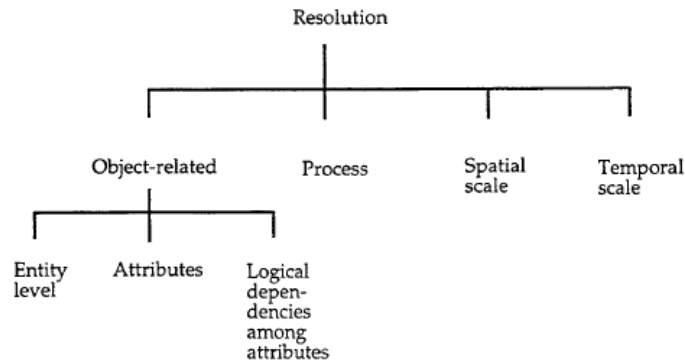 Resolution
Object-related
Process
Spatial
scale
Temporal
scale
Entity
level
Attributes
Logical
depen-
dencies
among
attributes